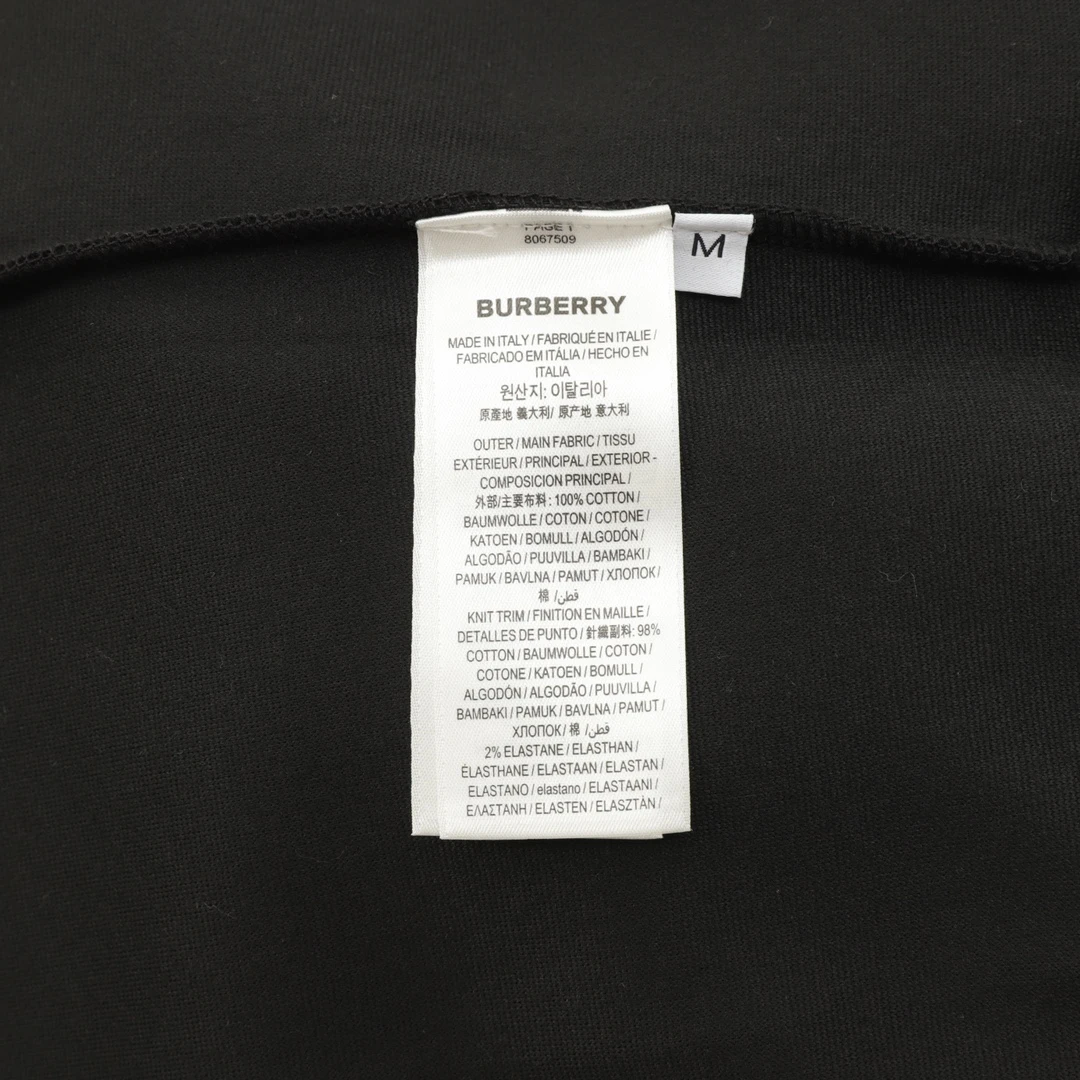 PAGE 1
8067509
M
BURBERRY
MADE IN ITALY / FABRIQUÉ EN ITALIE /
FABRICADO EM ITÁLIA / HECHO EN
ITALIA
원산지: 이탈리아
原產地 義大利/ 原产地 意大利
OUTER / MAIN FABRIC / TISSU
EXTÉRIEUR / PRINCIPAL / EXTERIOR -
COMPOSICION PRINCIPAL /
外部/主要布料: 100% COTTON /
BAUMWOLLE / COTON / COTONE /
KATOEN / BOMULL / ALGODÓN /
ALGODÃO / PUUVILLA / BAMBAKI /
PAMUK / BAVLNA / PAMUT / ХЛОПОК /
棉 /قطن
KNIT TRIM / FINITION EN MAILLE /
DETALLES DE PUNTO / 針織副料: 98%
COTTON / BAUMWOLLE / COTON /
COTONE / KATOEN / BOMULL /
ALGODÓN / ALGODÃO / PUUVILLA /
BAMBAKI / PAMUK / BAVLNA / PAMUT /
ХЛОПОК / 棉 /قطن
2% ELASTANE / ELASTHAN /
ÉLASTHANE / ELASTAAN / ELASTAN /
ELASTANO / elastano / ELASTAANI /
ΕΛΑΣΤΑΝΗ / ELASTEN / ELASZTÁN /